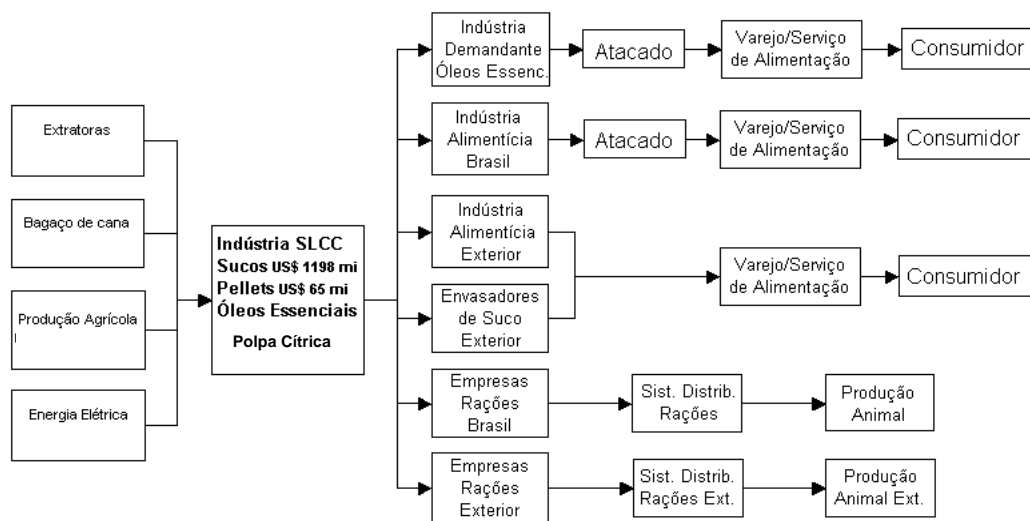 Extratoras
Bagaço de cana
Produção Agrícola
Energia Elétrica
Indústria SLCC
Sucos US$ 1198 mi
Pellets US$ 65 mi
Óleos Essenciais
Polpa Cítrica
Indústria
Demandante
Óleos Essenc.
Atacado
Varejo/Serviço
de Alimentação
Consumidor
Indústria
Alimentícia
Brasil
Atacado
Varejo/Serviço
de Alimentação
Consumidor
Indústria
Alimentícia
Exterior
Envasadores
de Suco
Exterior
Varejo/Serviço
de Alimentação
Consumidor
Empresas
Rações
Brasil
Sist. Distrib.
Rações
Produção
Animal
Empresas
Rações
Exterior
Sist. Distrib.
Rações Ext.
Produção
Animal Ext.